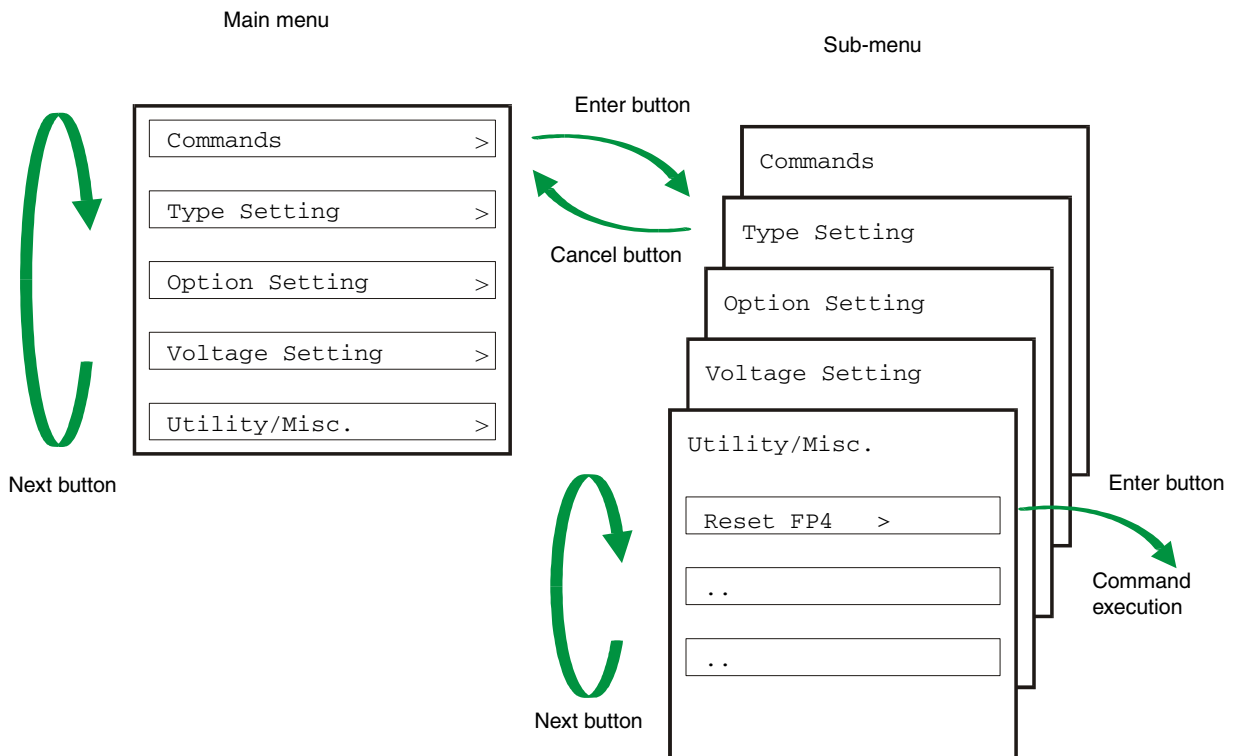 Main menu
Sub-menu
Commands >
Type Setting >
Option Setting >
Voltage Setting >
Utility/Misc. >
Next button
Enter button
Cancel button
Commands
Type Setting
Option Setting
Voltage Setting
Utility/Misc.
Reset FP4 >
..
..
Next button
Enter button
Command
execution